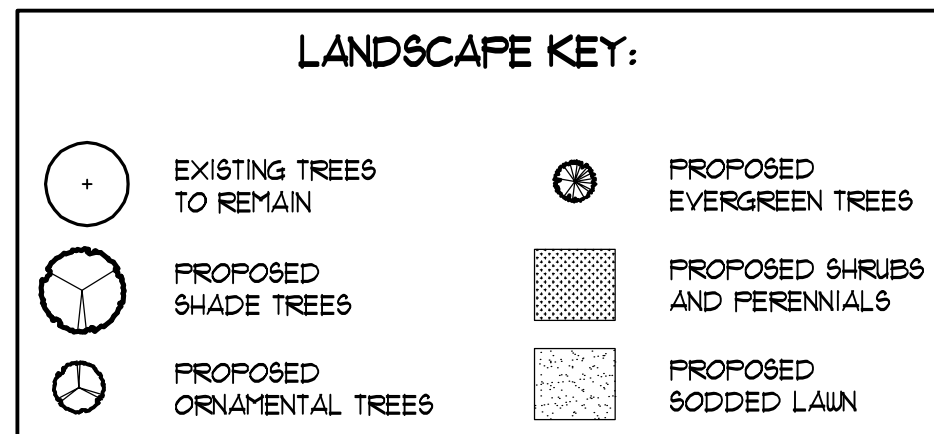 LANDSCAPE KEY:
EXISTING TREES
TO REMAIN
PROPOSED
SHADE TREES
PROPOSED
ORNAMENTAL TREES
PROPOSED
EVERGREEN TREES
PROPOSED SHRUBS
AND PERENNIALS
PROPOSED
SODDED LAWN